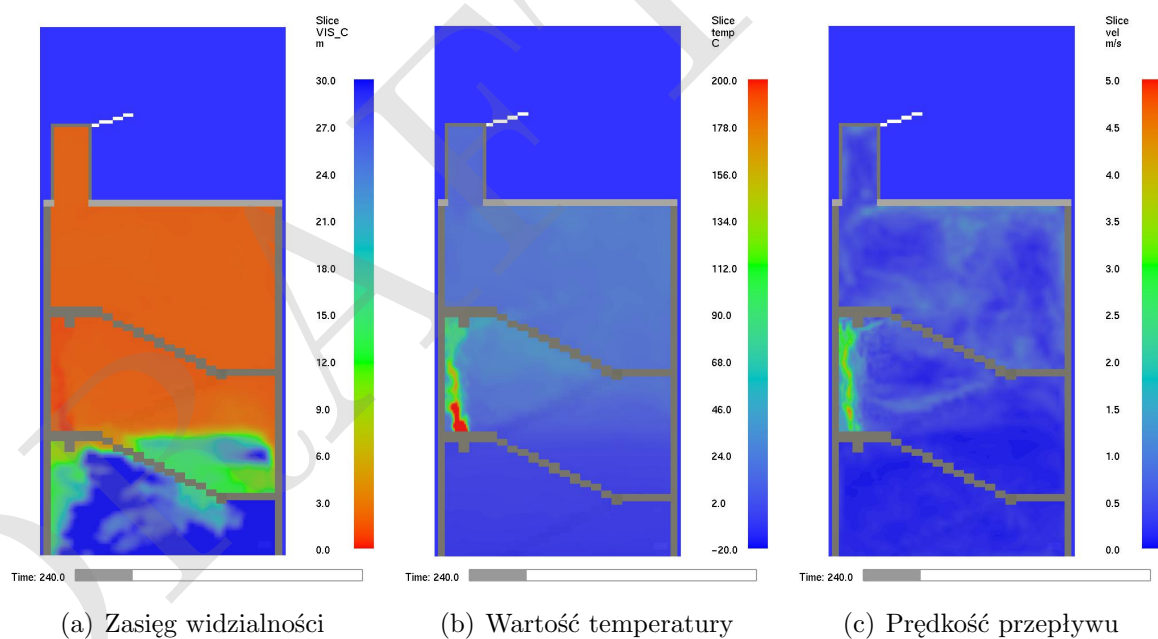 Slice
VIS_C
m
30.0
27.0
24.0
21.0
18.0
15.0
12.0
9.0
6.0
3.0
0.0
Time: 240.0
(a) Zasięg widzialności
Slice
temp
C
200.0
178.0
156.0
134.0
112.0
90.0
68.0
46.0
24.0
2.0
-20.0
(b) Wartość temperatury
Slice
vel
m/s
5.0
4.5
4.0
3.5
3.0
2.5
2.0
1.5
1.0
0.5
0.0
Time: 240.0
Time: 240.0
(c) Prędkość przepływu
DRAFT